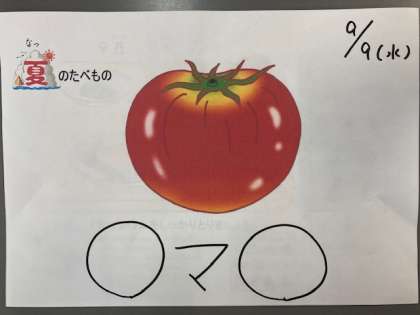 なつ
夏のたべもの
9/9(水)
〇マ〇